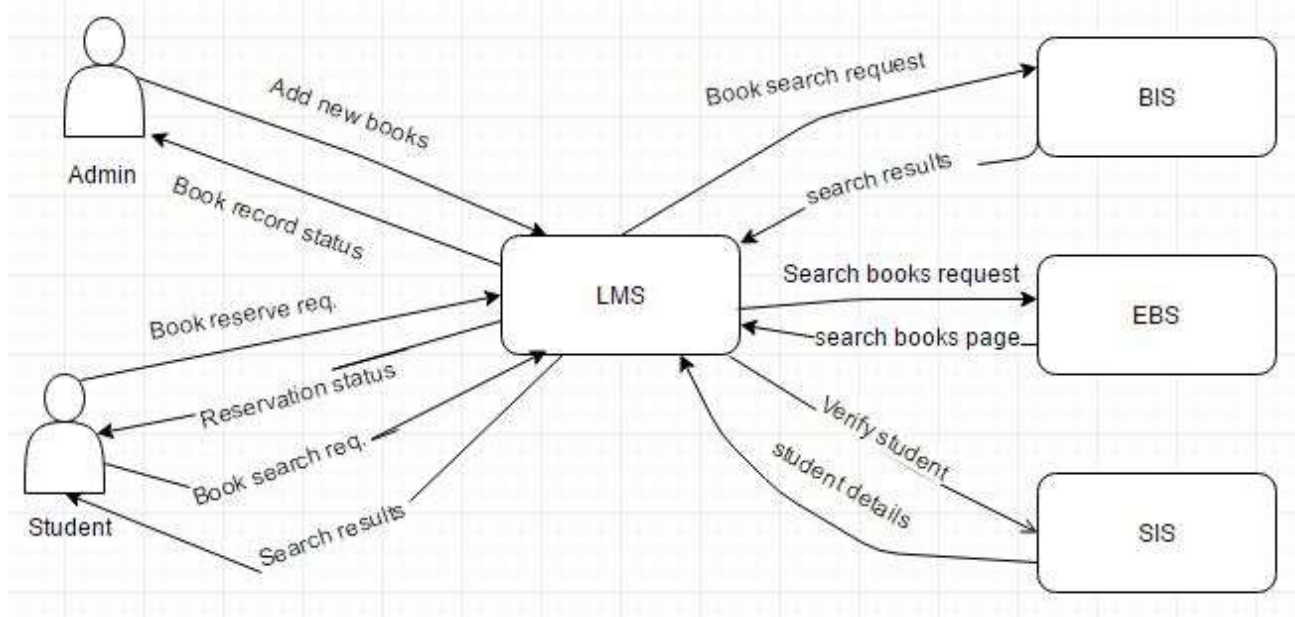 Add new books
Book search request
BIS
Admin
search results
Book record status
Search books request
LMS
EBS
Book reserve req.
search books page
Reservation status
Verify student
Book search req.
student details
Student
Search results
SIS